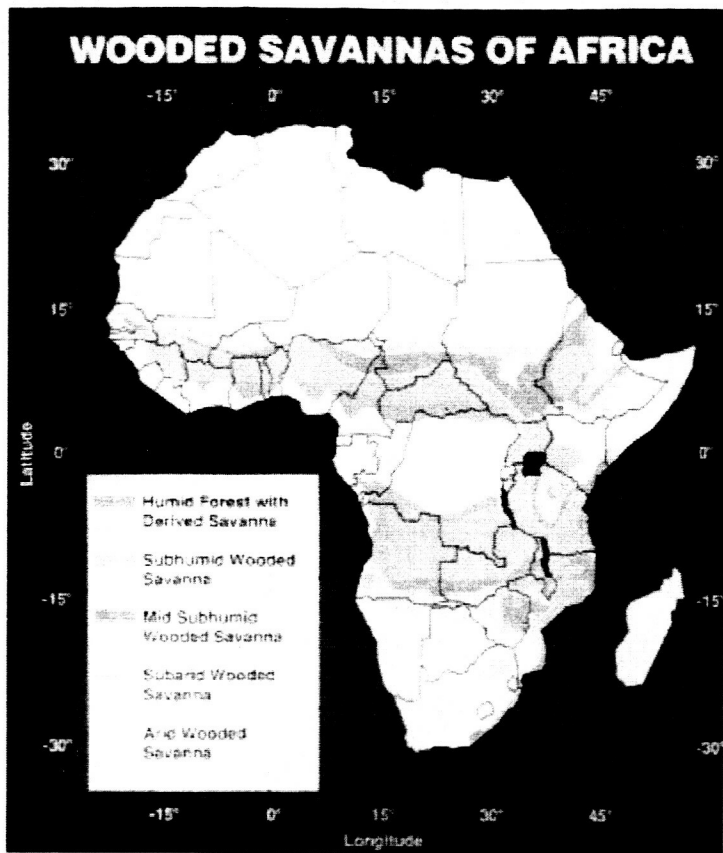 WOODED SAVANNAS OF AFRICA
-15° 0° 15° 30° 45°
30° 30°
15° 15°
0° 0°
-15° -15°
-30° -30°
Latitude
Humid Forest with
Derived Savanna
Subhumid Wooded
Savanna
Mid Subhumid
Wooded Savanna
Subarid Wooded
Savanna
Arid Wooded
Savanna
-15° 0° 15° 30° 45°
Longitude